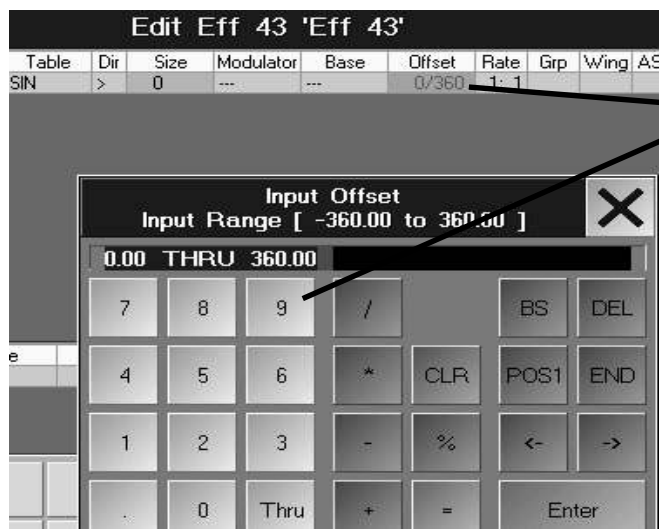 Edit Eff 43 'Eff 43'
Table Dir Size Modulator Base Offset Rate Grp Wing AS
SIN > 0 --- --- 0/360 1: 1
Input Offset
Input Range [ -360.00 to 360.00 ]
0.00 THRU 360.00
7 8 9 / BS DEL
e
4 5 6 * CLR POS1 END
1 2 3 - % <- ->
. 0 Thru + = Enter